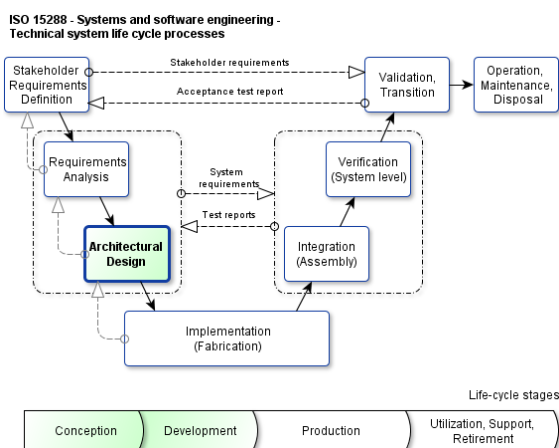 ISO 15288 - Systems and software engineering -
Technical system life cycle processes
Stakeholder
Requirements
Definition
Stakeholder requirements
Acceptance test report
Validation,
Transition
Operation,
Maintenance,
Disposal
Requirements
Analysis
System
requirements
Test reports
Verification
(System level)
Architectural
Design
Integration
(Assembly)
Implementation
(Fabrication)
Life-cycle stages
Conception
Development
Production
Utilization, Support,
Retirement